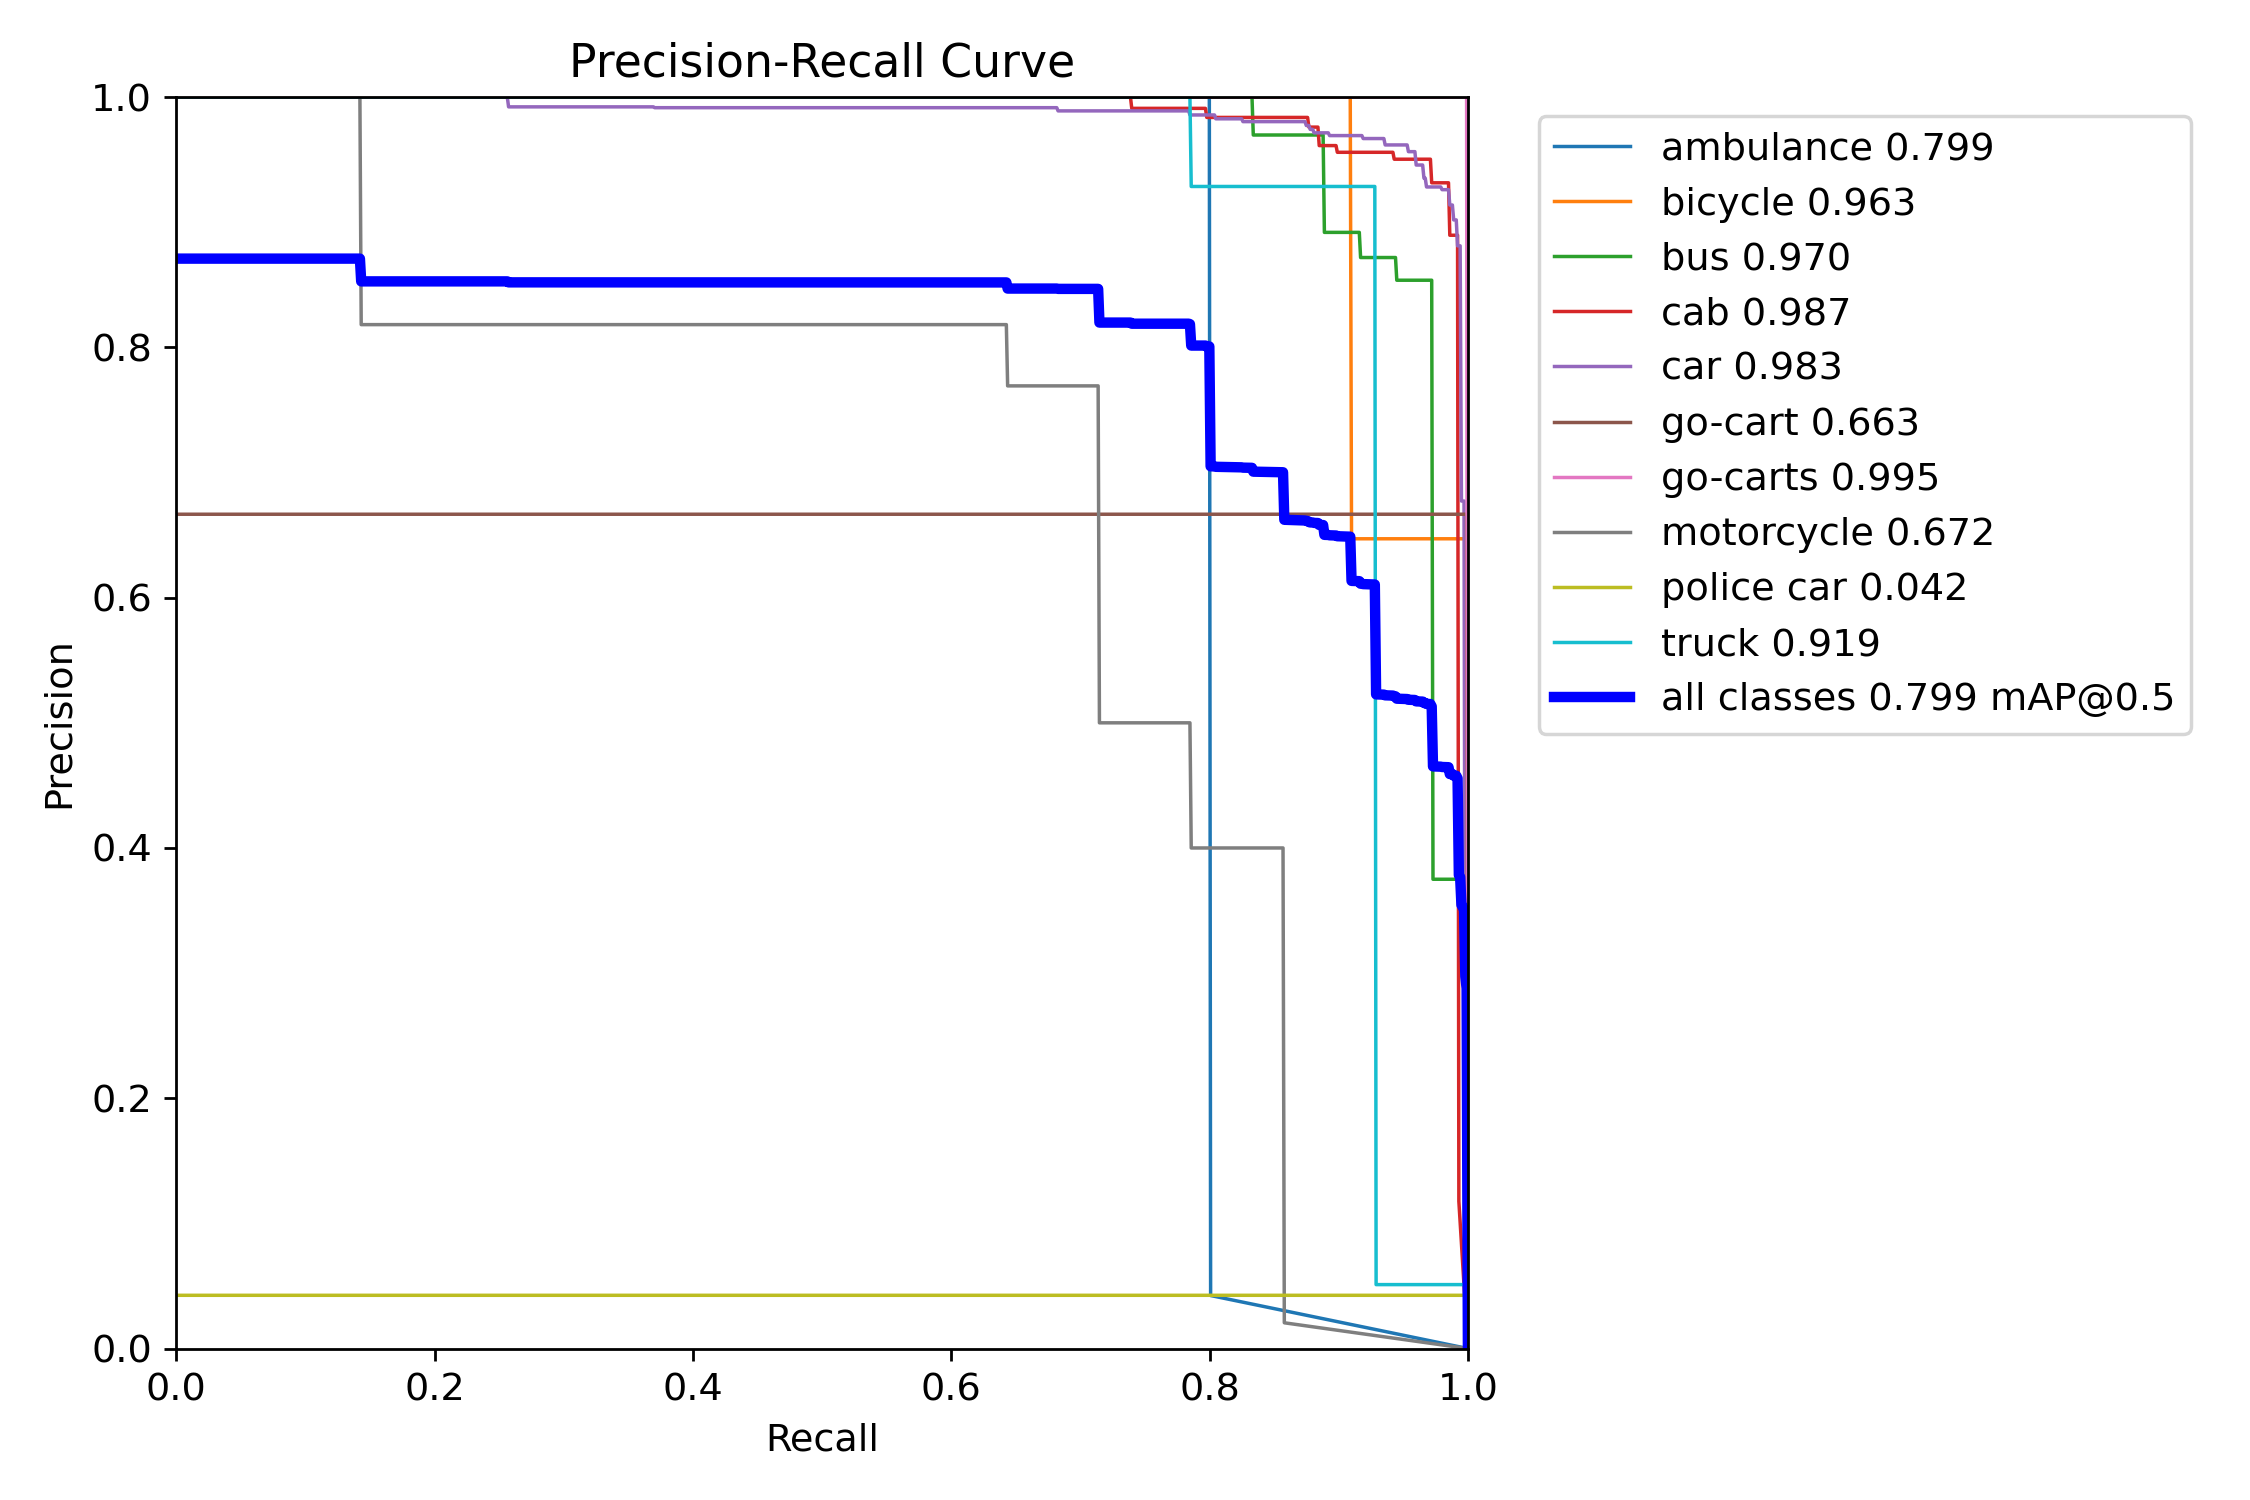 Precision-Recall Curve
1.0
0.8
0.6
0.4
0.2
0.0
Precision
0.0 0.2 0.4 0.6 0.8 1.0
Recall
ambulance 0.799
bicycle 0.963
bus 0.970
cab 0.987
car 0.983
go-cart 0.663
go-carts 0.995
motorcycle 0.672
police car 0.042
truck 0.919
all classes 0.799 mAP@0.5